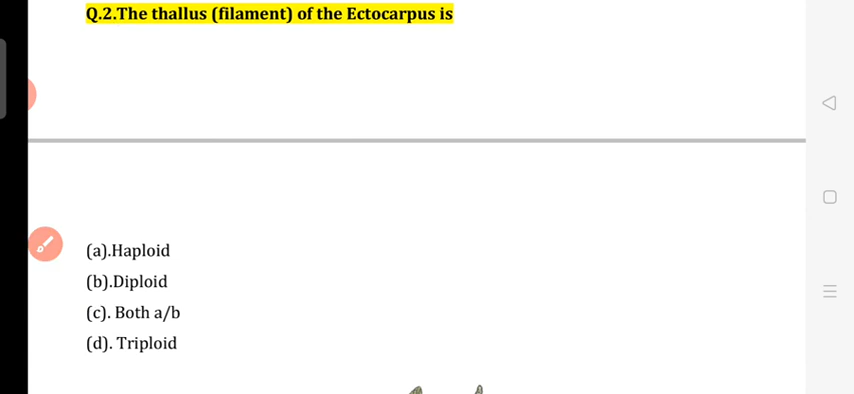 Q.2.The thallus (filament) of the Ectocarpus is
(a).Haploid
(b).Diploid
(c). Both a/b
(d). Triploid